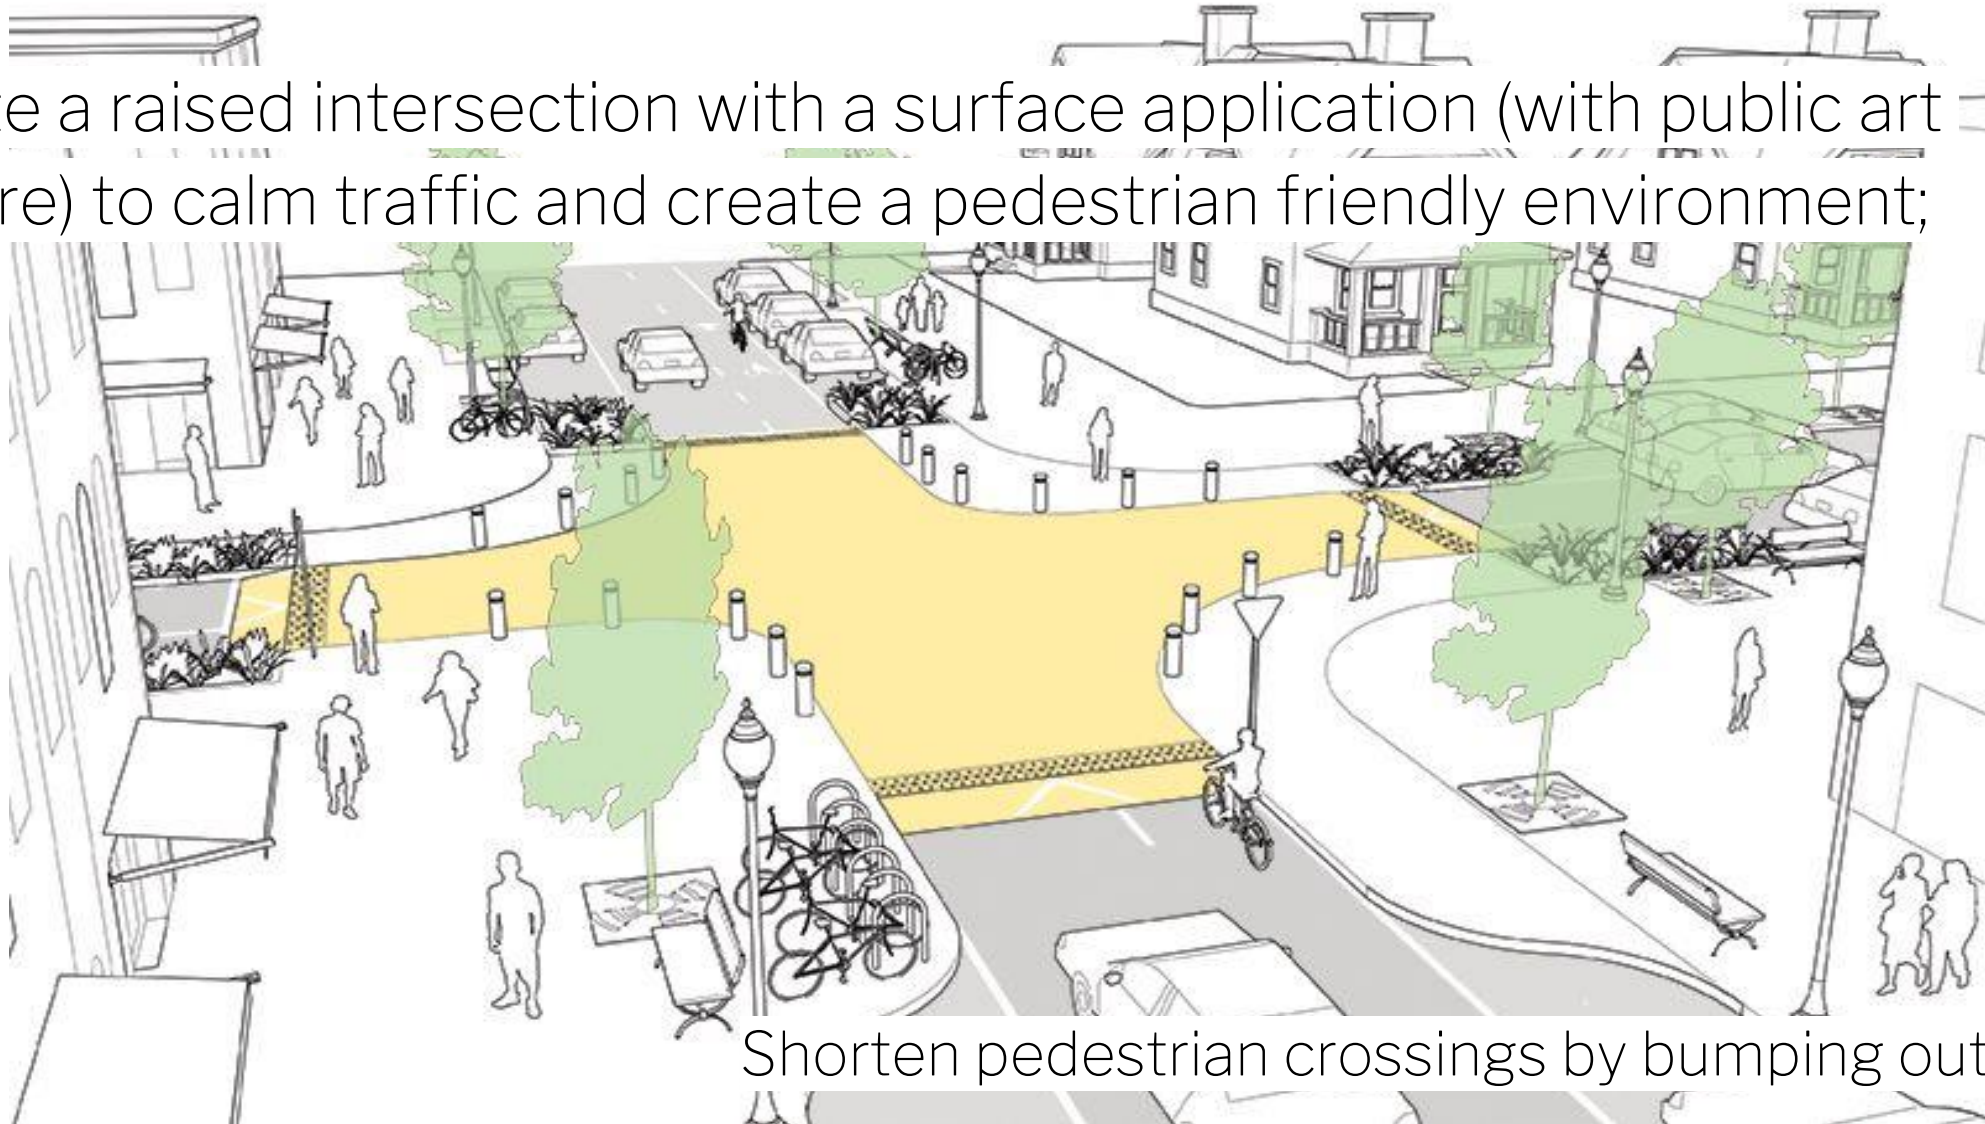 te a raised intersection with a surface application (with public art
re) to calm traffic and create a pedestrian friendly environment;
Shorten pedestrian crossings by bumping out